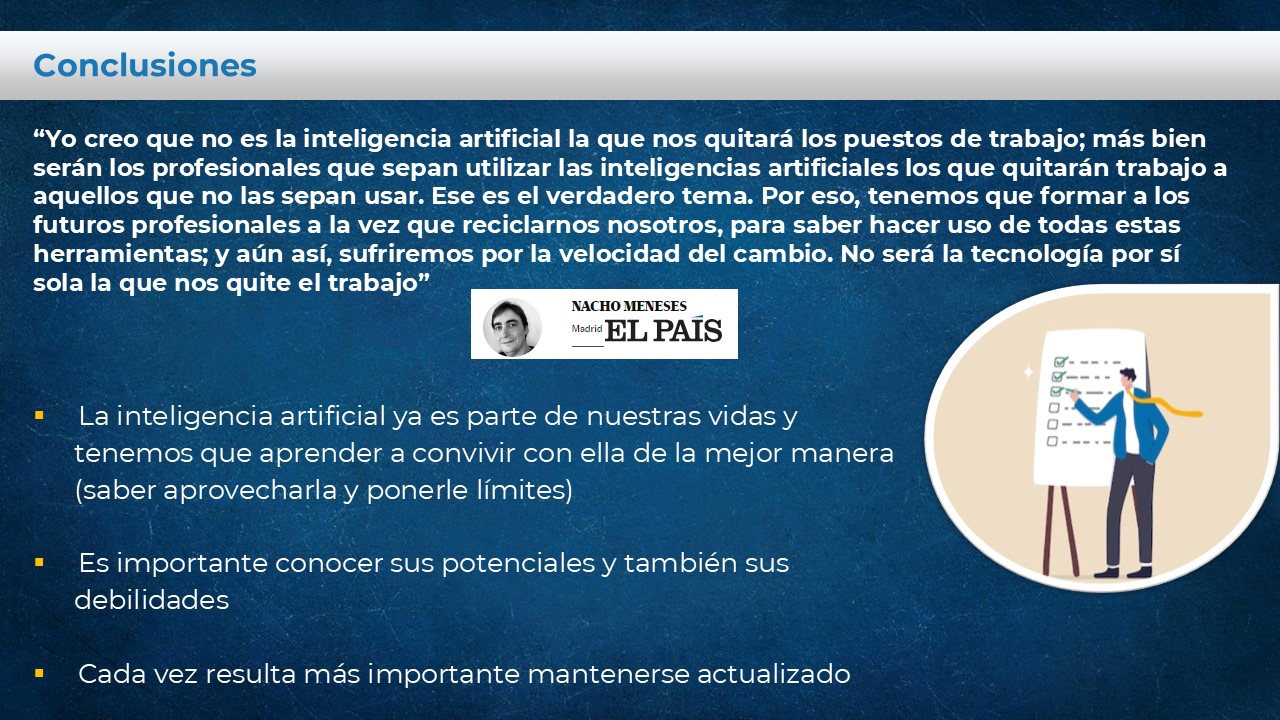 Conclusiones
“Yo creo que no es la inteligencia artificial la que nos quitará los puestos de trabajo; más bien
serán los profesionales que sepan utilizar las inteligencias artificiales los que quitarán trabajo a
aquellos que no las sepan usar. Ese es el verdadero tema. Por eso, tenemos que formar a los
futuros profesionales a la vez que reciclarnos nosotros, para saber hacer uso de todas estas
herramientas; y aún así, sufriremos por la velocidad del cambio. No será la tecnología por sí
sola la que nos quite el trabajo”
NACHO MENESES
Madrid EL PAÍS
▪ La inteligencia artificial ya es parte de nuestras vidas y
tenemos que aprender a convivir con ella de la mejor manera
(saber aprovecharla y ponerle límites)
▪ Es importante conocer sus potenciales y también sus
debilidades
▪ Cada vez resulta más importante mantenerse actualizado